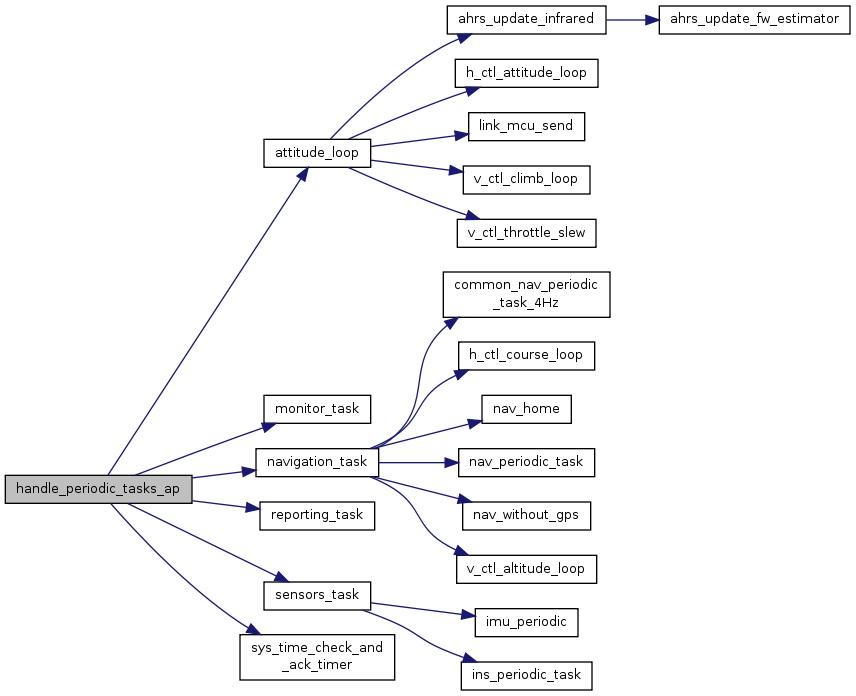 ahrs_update_infrared
ahrs_update_fw_estimator
h_ctl_attitude_loop
link_mcu_send
attitude_loop
v_ctl_climb_loop
v_ctl_throttle_slew
common_nav_periodic
_task_4Hz
h_ctl_course_loop
monitor_task
nav_home
navigation_task
nav_periodic_task
handle_periodic_tasks_ap
reporting_task
nav_without_gps
v_ctl_altitude_loop
sensors_task
imu_periodic
sys_time_check_and
_ack_timer
ins_periodic_task